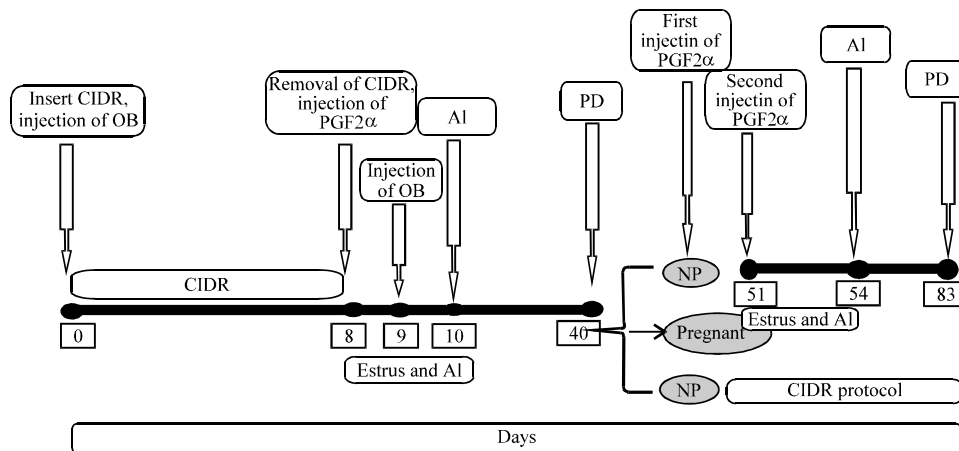 Insert CIDR,
injection of OB
Removal of CIDR,
injection of
PGF2α
Injection
of OB
AI
PD
First
injectin of
PGF2α
Second
injectin of
PGF2α
AI
PD
CIDR
0
8
9
10
40
Estrus and AI
NP
Pregnant
NP
51
54
83
Estrus and AI
CIDR protocol
Days